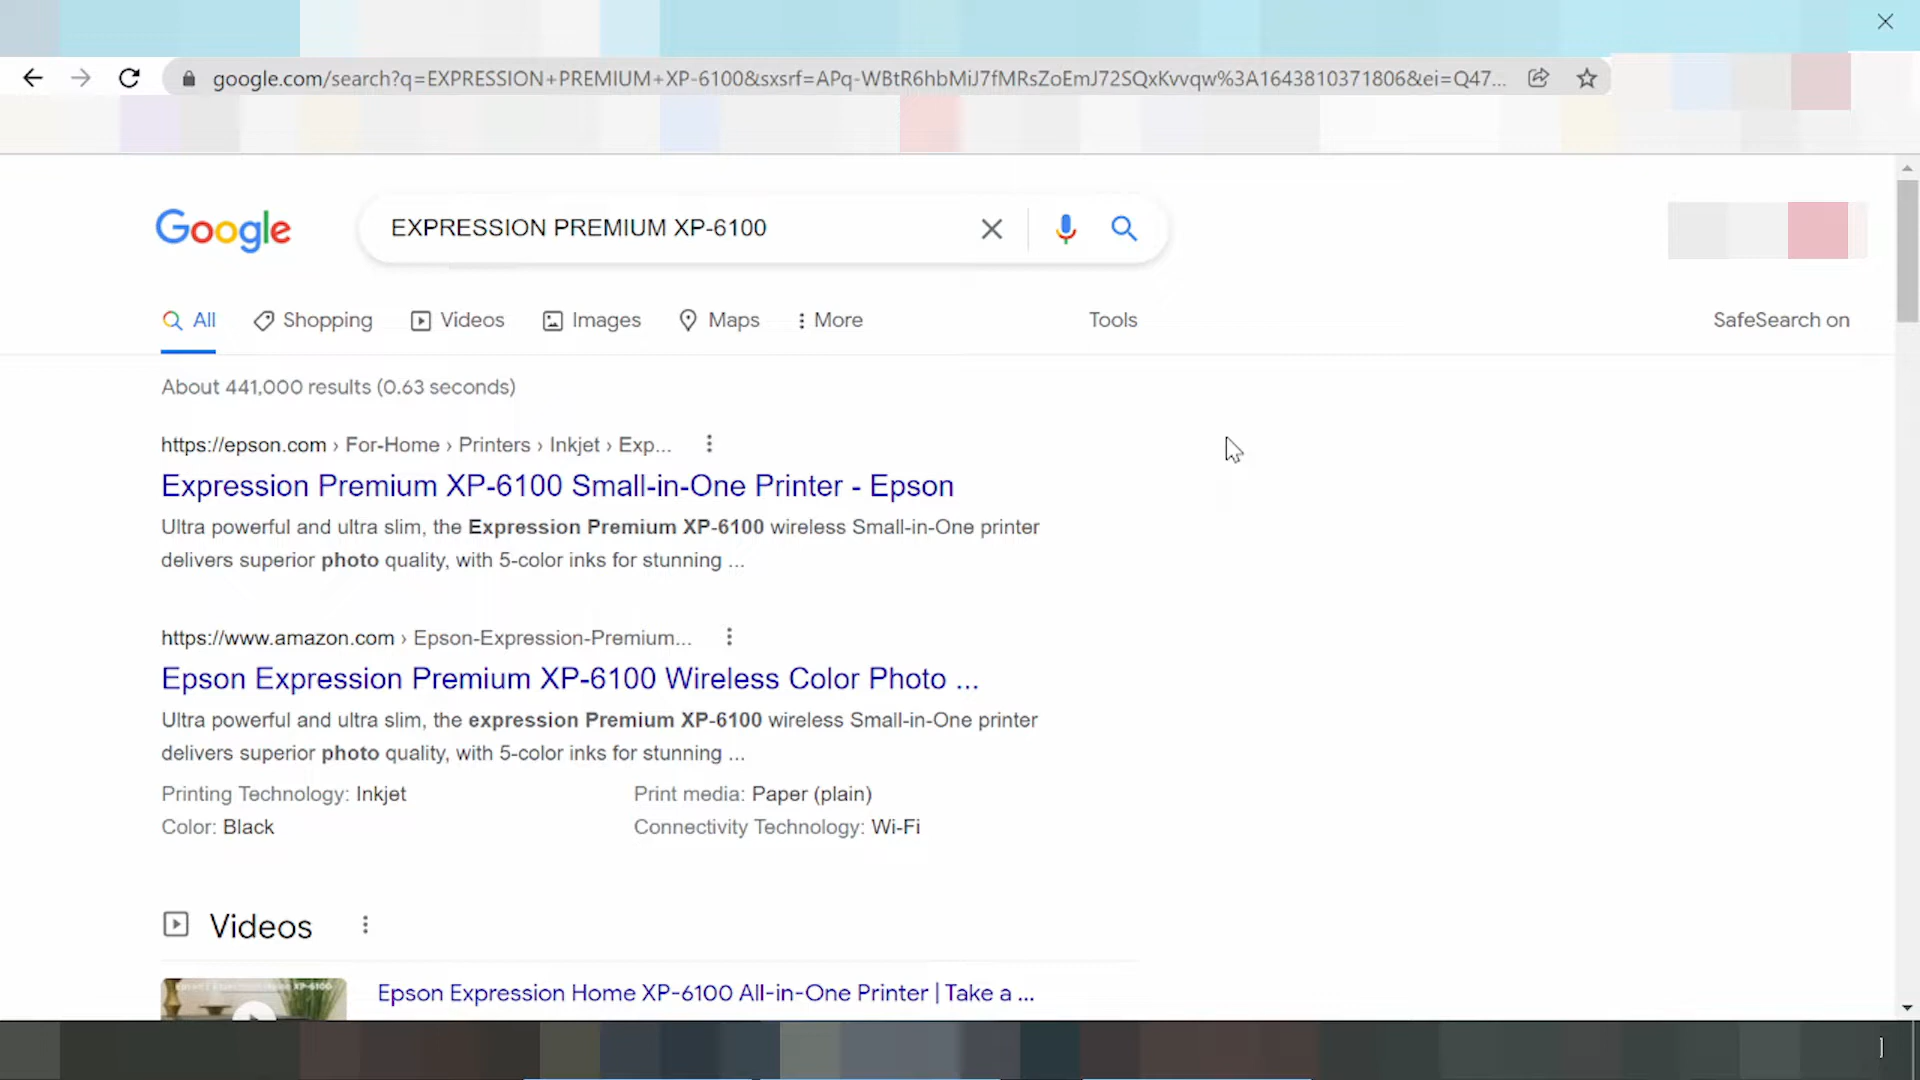 google.com/search?q=EXPRESSION+PREMIUM+XP-6100&sxsrf=APq-WBtR6hbMiJ7fMRsZoEmJ72SQxKvvqw%3A1643810371806&ei=Q47...
Google
EXPRESSION PREMIUM XP-6100
All Shopping Videos Images Maps More Tools SafeSearch on
About 441,000 results (0.63 seconds)
https://epson.com › For-Home › Printers › Inkjet › Exp...
Expression Premium XP-6100 Small-in-One Printer - Epson
Ultra powerful and ultra slim, the Expression Premium XP-6100 wireless Small-in-One printer
delivers superior photo quality, with 5-color inks for stunning ...
https://www.amazon.com › Epson-Expression-Premium...
Epson Expression Premium XP-6100 Wireless Color Photo ...
Ultra powerful and ultra slim, the expression Premium XP-6100 wireless Small-in-One printer
delivers superior photo quality, with 5-color inks for stunning ...
Printing Technology: Inkjet Print media: Paper (plain)
Color: Black Connectivity Technology: Wi-Fi
Videos
Epson Expression Home XP-6100 All-in-One Printer | Take a ...